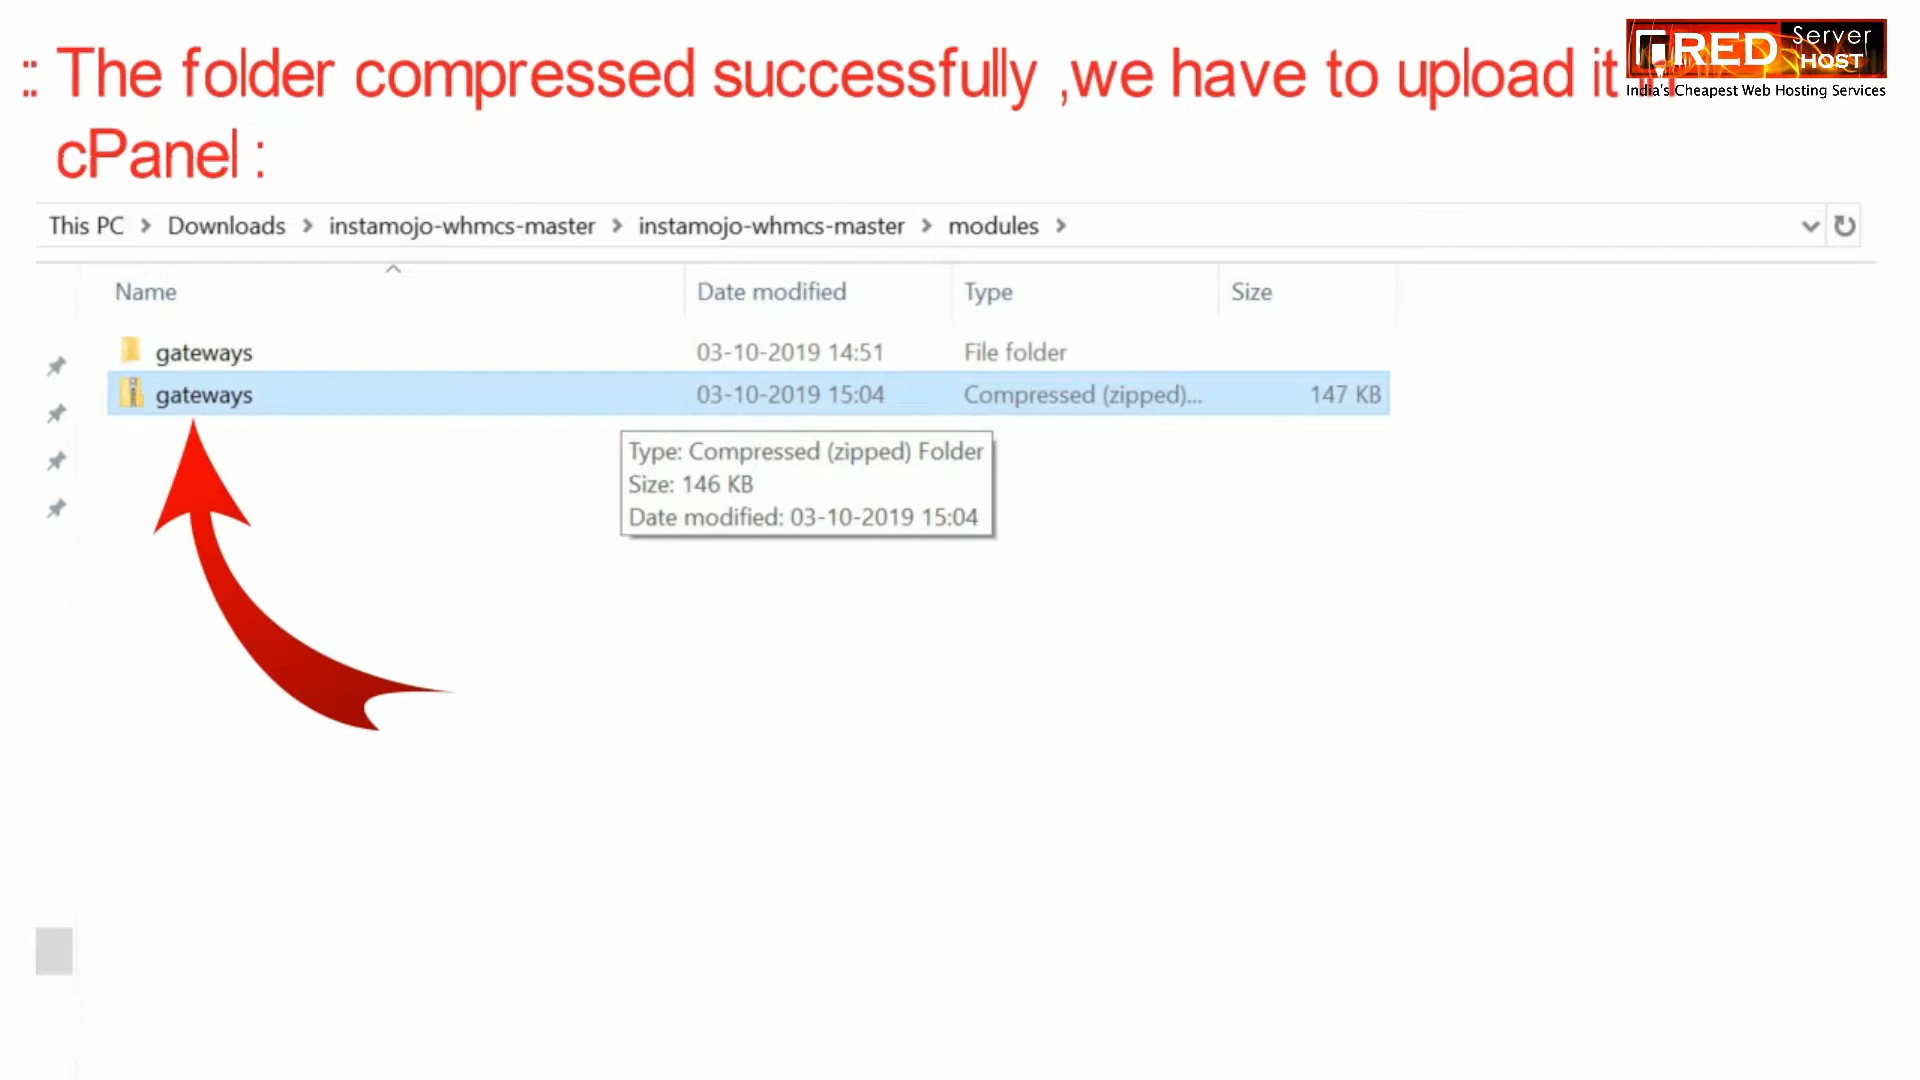 :: The folder compressed successfully ,we have to upload it in
cPanel :
RED Server
HOST
India's Cheapest Web Hosting Services
This PC > Downloads > instamojo-whmcs-master > instamojo-whmcs-master > modules >
Name Date modified Type Size
gateways 03-10-2019 14:51 File folder
gateways 03-10-2019 15:04 Compressed (zipped)... 147 KB
Type: Compressed (zipped) Folder
Size: 146 KB
Date modified: 03-10-2019 15:04